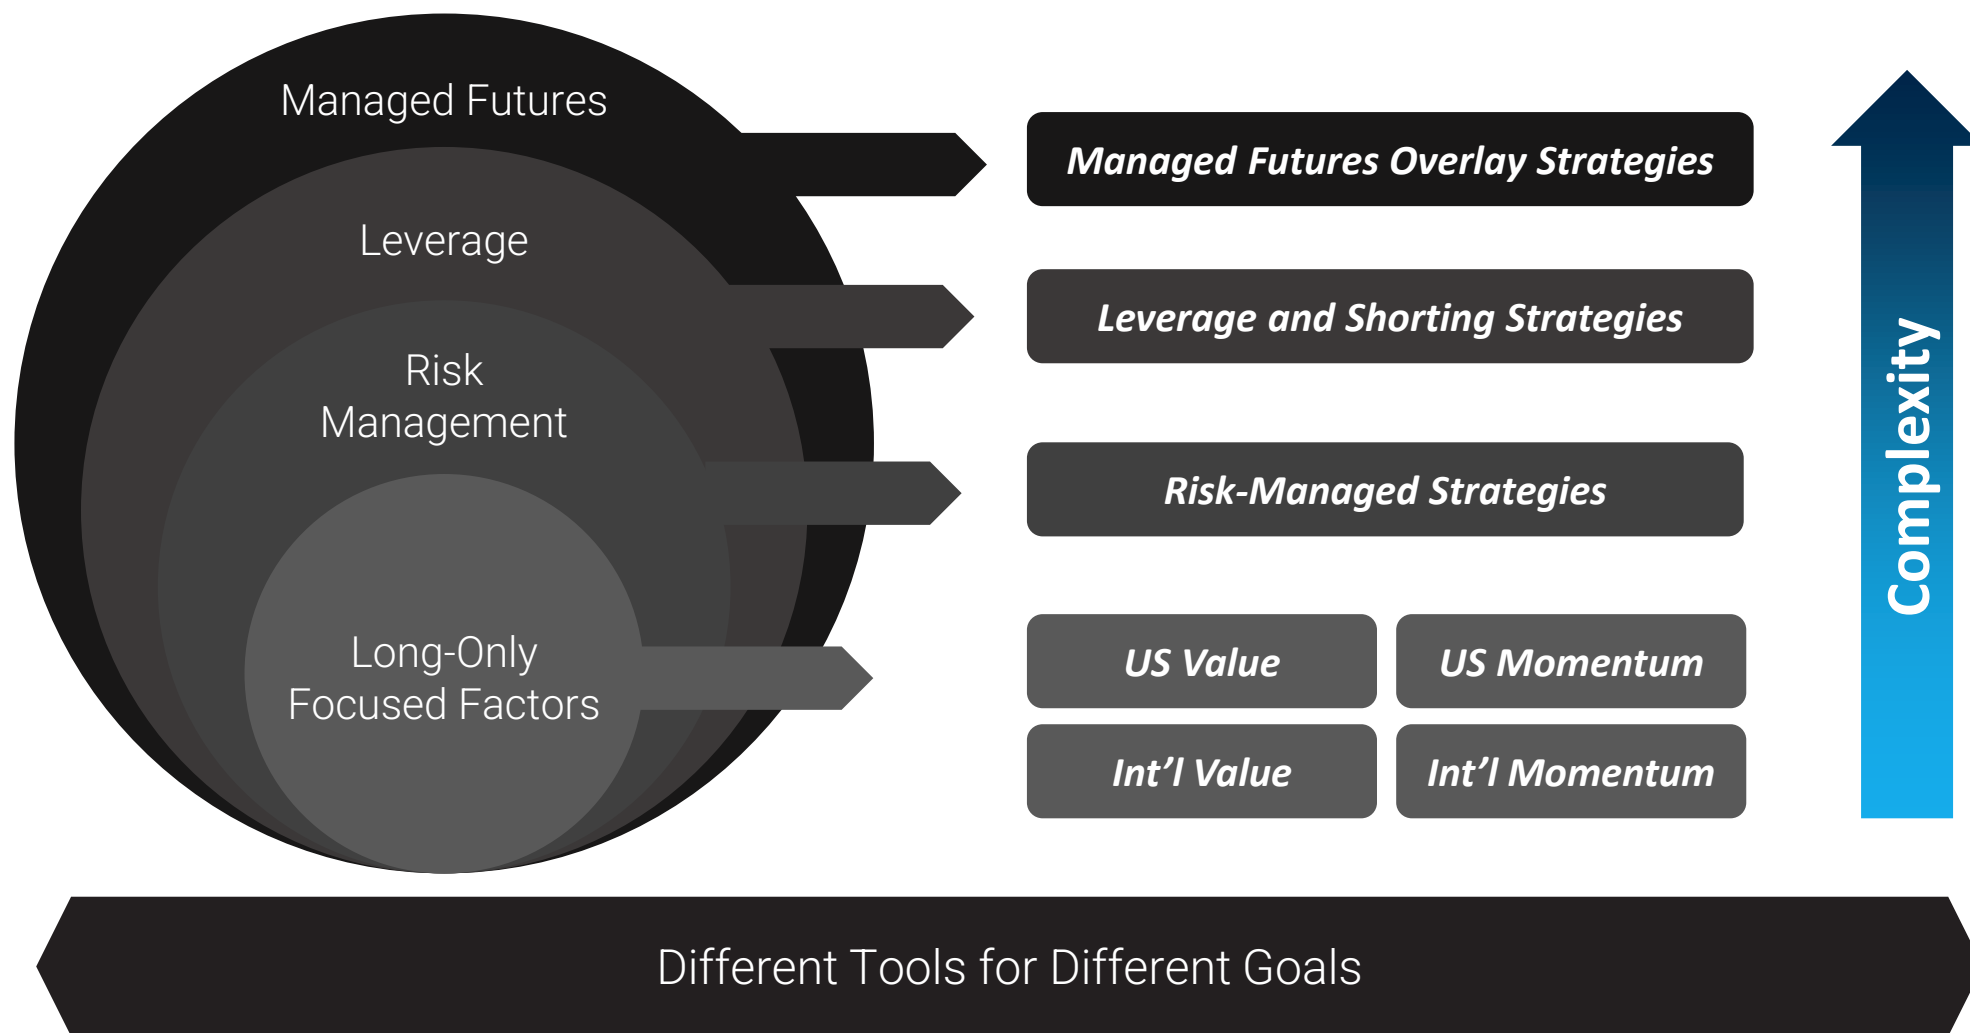 Managed Futures
Managed Futures Overlay Strategies
Leverage
Leverage and Shorting Strategies
Risk
Management
Risk-Managed Strategies
Long-Only
Focused Factors
US Value
US Momentum
Int’l Value
Int’l Momentum
Complexity
Different Tools for Different Goals